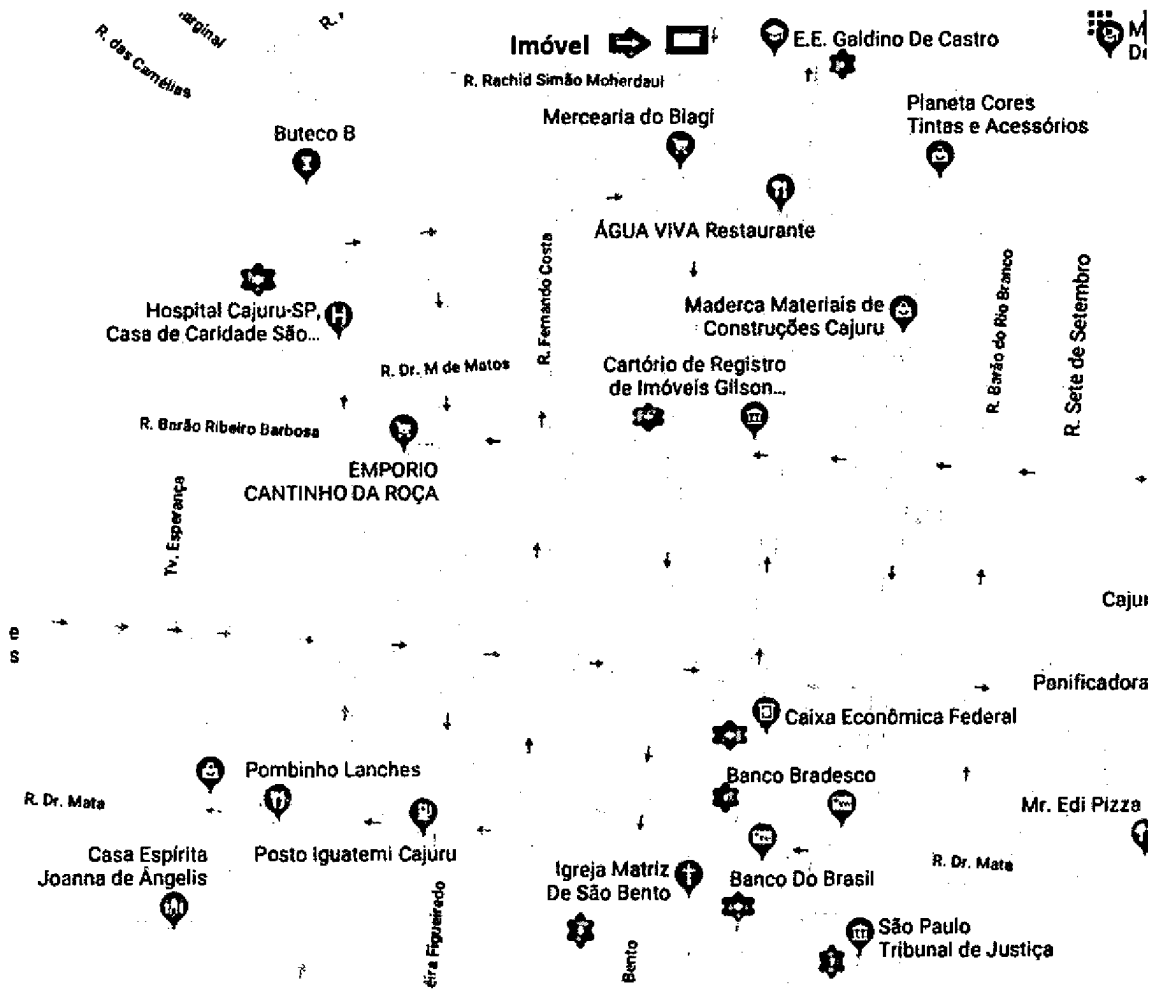 arginal
R. das Camélias
R.
Imóvel
R. Rachid Simão Moherdaui
E.E. Galdino De Castro
M
De
Buteco B
Mercearia do Biagi
Planeta Cores
Tintas e Acessórios
ÁGUA VIVA Restaurante
R. Fernando Costa
Hospital Cajuru-SP,
Casa de Caridade São...
Maderca Materiais de
Construções Cajuru
R. Barão do Rio Branco
R. Sete de Setembro
R. Dr. M de Matos
Cartório de Registro
de Imóveis Gilson...
R. Barão Ribeiro Barbosa
EMPORIO
CANTINHO DA ROÇA
Tv. Esperança
Cajur
e
s
Panificadora
Caixa Econômica Federal
Pombinho Lanches
Banco Bradesco
R. Dr. Mata
Mr. Edi Pizza
Posto Iguatemi Cajuru
Casa Espírita
Joanna de Ângelis
Igreja Matriz
De São Bento
Banco Do Brasil
R. Dr. Mata
eira Figueiredo
Bento
São Paulo
Tribunal de Justiça